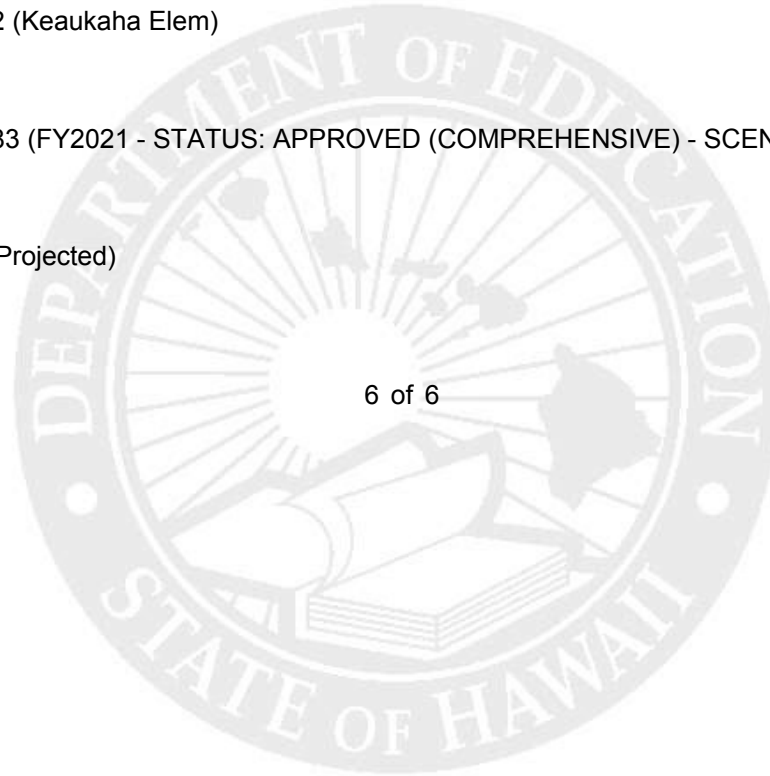 2 (Keaukaha Elem)
33 (FY2021 - STATUS: APPROVED (COMPREHENSIVE) - SCEN
Projected)
6 of 6
DEPARTMENT OF EDUCATION
STATE OF HAWAII